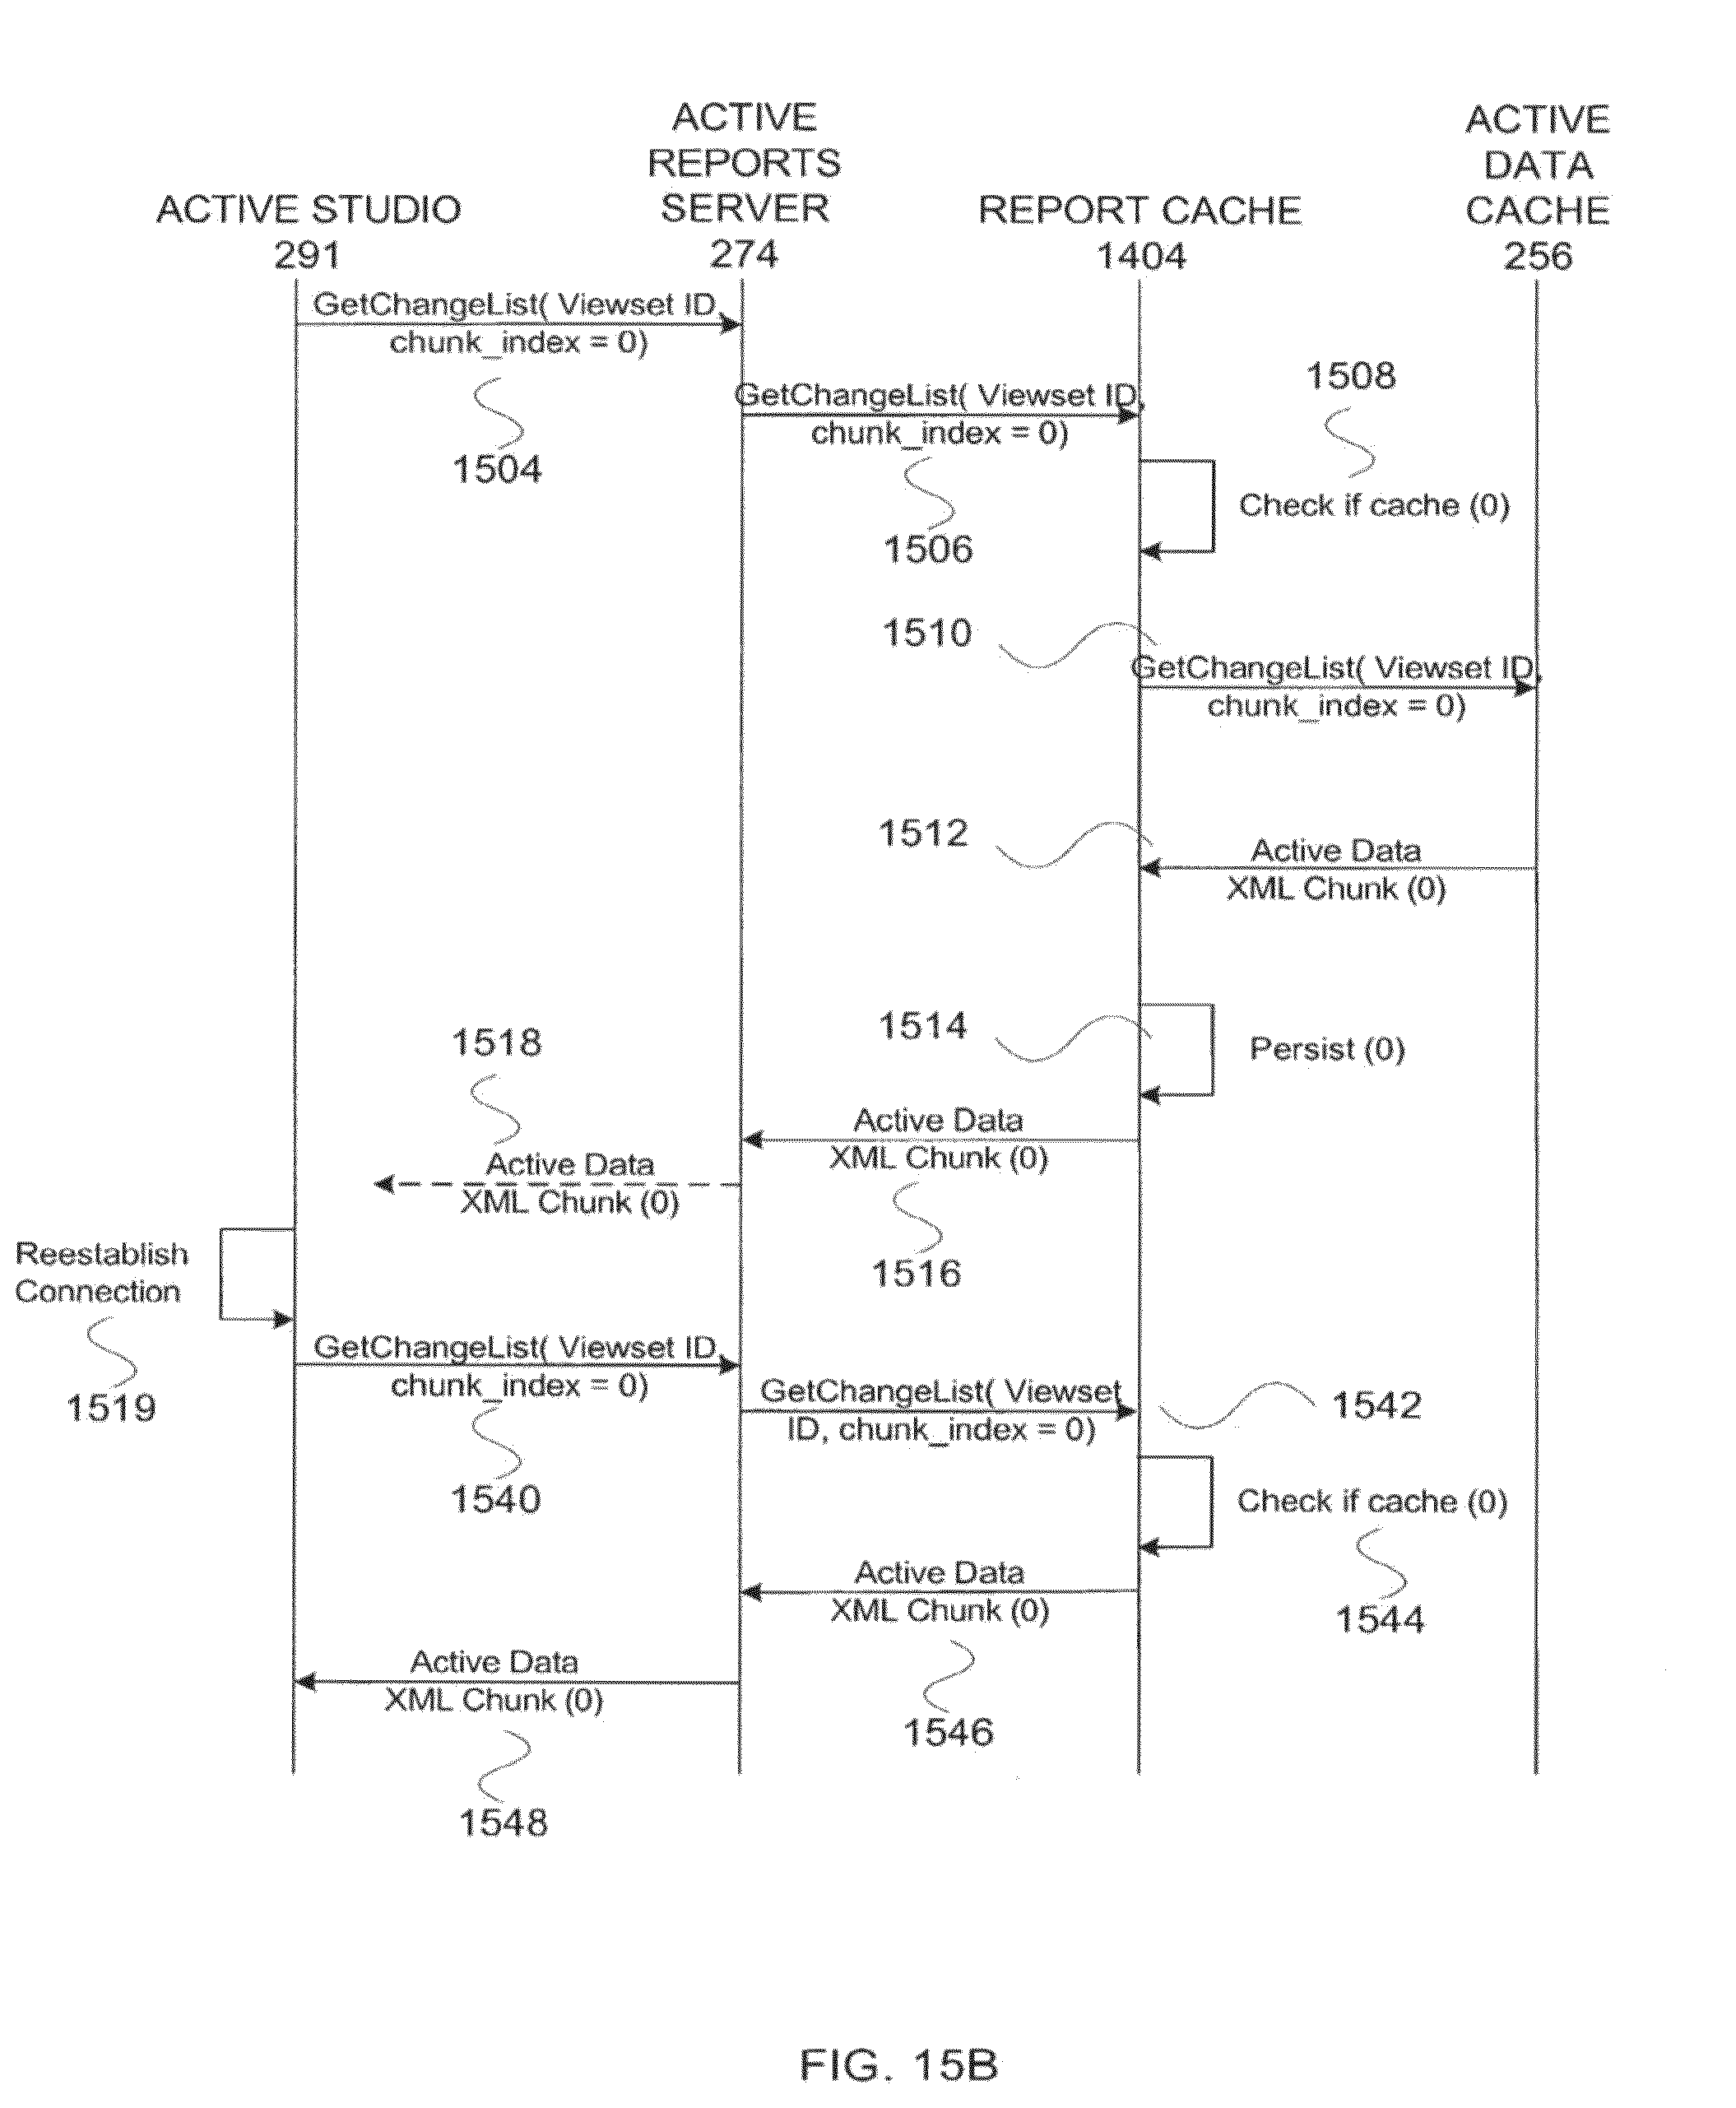 ACTIVE STUDIO
291
ACTIVE
REPORTS
SERVER
274
REPORT CACHE
1404
ACTIVE
DATA
CACHE
256
GetChangeList( Viewset ID,
chunk_index = 0)
1504
GetChangeList( Viewset ID,
chunk_index = 0)
1506
1508
Check if cache (0)
1510
GetChangeList( Viewset ID,
chunk_index = 0)
1512
Active Data
XML Chunk (0)
1514
Persist (0)
1518
Active Data
XML Chunk (0)
Active Data
XML Chunk (0)
1516
Reestablish
Connection
1519
GetChangeList( Viewset ID,
chunk_index = 0)
1540
GetChangeList( Viewset
ID, chunk_index = 0)
1542
Check if cache (0)
1544
Active Data
XML Chunk (0)
1546
Active Data
XML Chunk (0)
1548
FIG. 15B